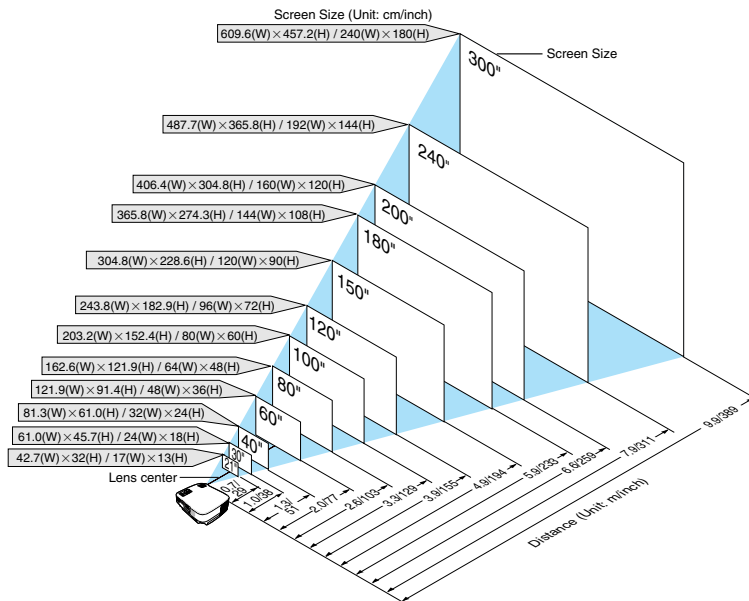 Screen Size (Unit: cm/inch)
609.6(W)×457.2(H) / 240(W)×180(H)
Screen Size
300"
487.7(W)×365.8(H) / 192(W)×144(H)
240"
406.4(W)×304.8(H) / 160(W)×120(H)
200"
365.8(W)×274.3(H) / 144(W)×108(H)
180"
304.8(W)×228.6(H) / 120(W)×90(H)
150"
243.8(W)×182.9(H) / 96(W)×72(H)
120"
203.2(W)×152.4(H) / 80(W)×60(H)
100"
162.6(W)×121.9(H) / 64(W)×48(H)
80"
121.9(W)×91.4(H) / 48(W)×36(H)
60"
81.3(W)×61.0(H) / 32(W)×24(H)
40"
61.0(W)×45.7(H) / 24(W)×18(H)
30"
42.7(W)×32(H) / 17(W)×13(H)
21"
Lens center
0.7/
29
1.0/38
1.3/
51
2.0/77
2.6/103
3.3/129
3.9/155
4.9/194
5.9/233
6.6/259
7.9/311
9.9/389
Distance (Unit: m/inch)